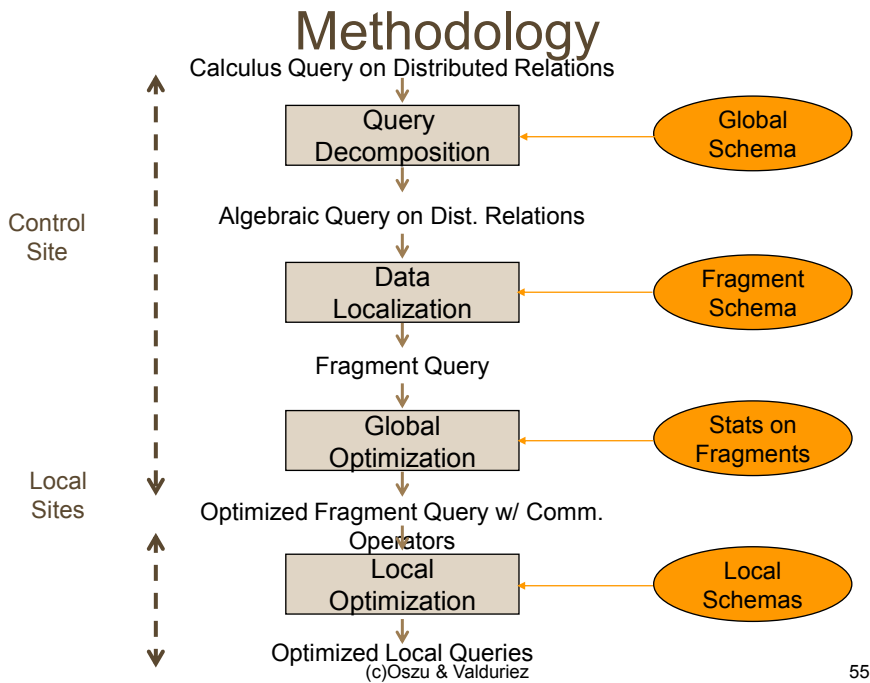 Methodology
Calculus Query on Distributed Relations
Query
Decomposition
Global
Schema
Algebraic Query on Dist. Relations
Control
Site
Data
Localization
Fragment
Schema
Fragment Query
Global
Optimization
Stats on
Fragments
Local
Sites
Optimized Fragment Query w/ Comm.
Operators
Local
Optimization
Local
Schemas
Optimized Local Queries
(c)Oszu & Valduriez
55